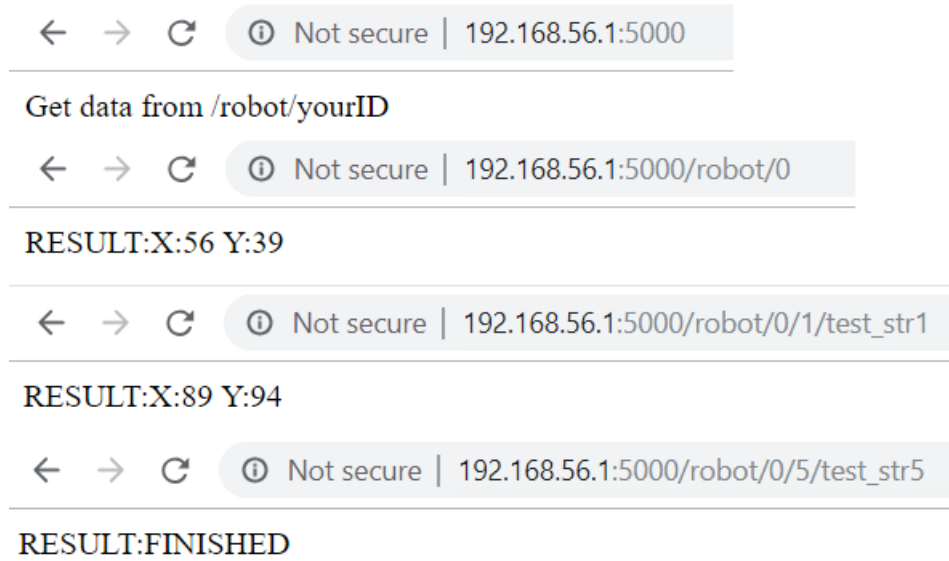 Not secure | 192.168.56.1:5000
Get data from /robot/yourID
Not secure | 192.168.56.1:5000/robot/0
RESULT:X:56 Y:39
Not secure | 192.168.56.1:5000/robot/0/1/test_str1
RESULT:X:89 Y:94
Not secure | 192.168.56.1:5000/robot/0/5/test_str5
RESULT:FINISHED